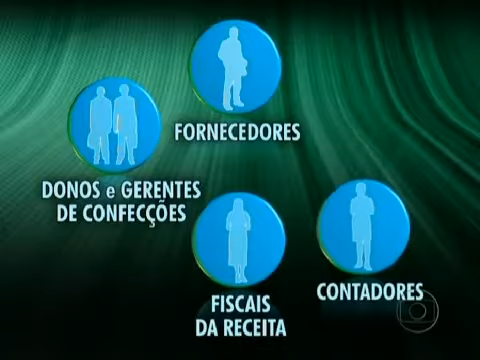 FORNECEDORES
DONOS e GERENTES
DE CONFECÇÕES
FISCAIS
DA RECEITA
CONTADORES